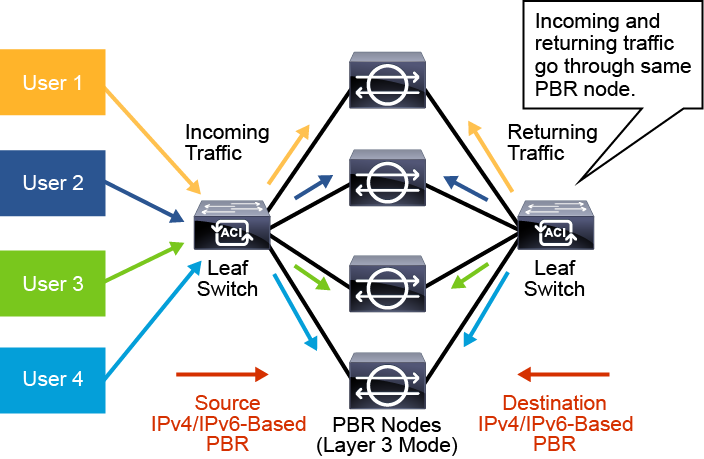 Incoming and
returning traffic
go through same
PBR node.
User 1
User 2
User 3
User 4
Incoming
Traffic
Returning
Traffic
ACI
Leaf
Switch
ACI
Leaf
Switch
Source
IPv4/IPv6-Based
PBR
PBR Nodes
(Layer 3 Mode)
Destination
IPv4/IPv6-Based
PBR